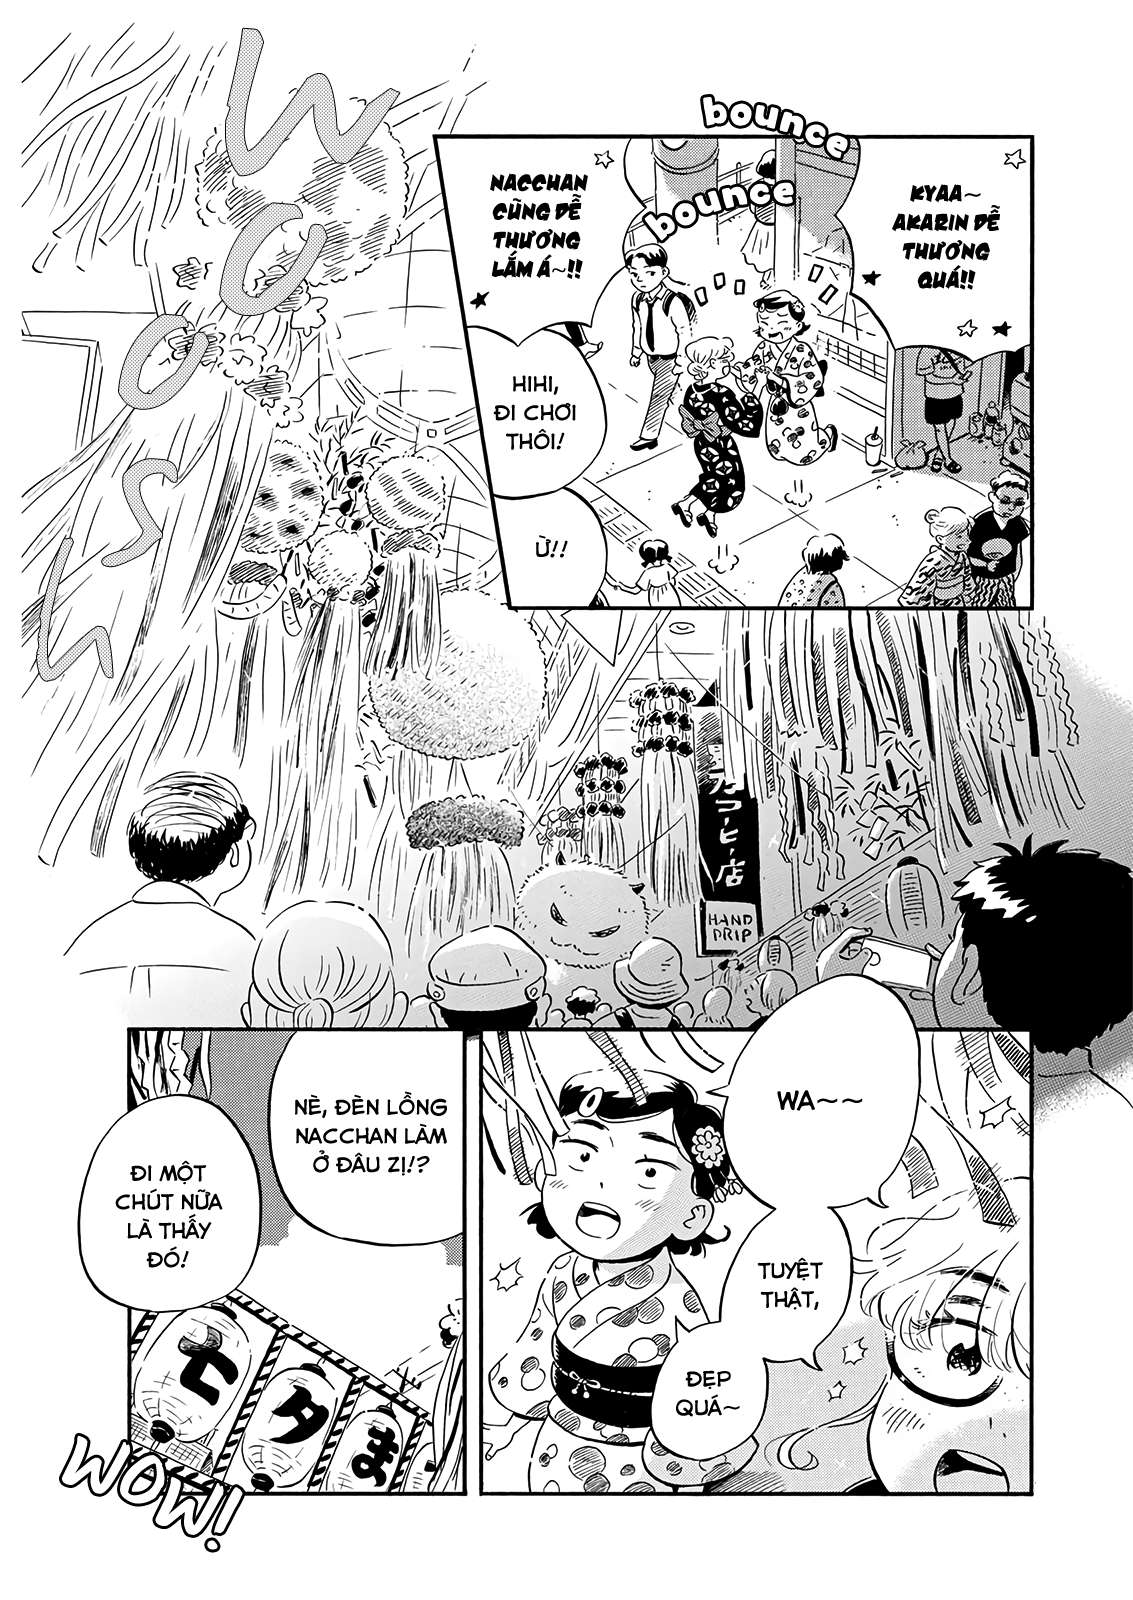 bounce
bounce
KYAA~
AKARIN DỄ
THƯƠNG
QUÁ!!
NACCHAN
CŨNG DỄ
THƯƠNG
LẮM Á~!!
HIHI,
ĐI CHƠI
THÔI!
Ừ!!
WOOSH
コーヒー店
HAND
DRIP
WA~~
TUYỆT
THẬT,
ĐẸP
QUÁ~
NÈ, ĐÈN LỒNG
NACCHAN LÀM
Ở ĐÂU ZỊ!?
ĐI MỘT
CHÚT NỮA
LÀ THẤY
ĐÓ!
七
夕
ま
WOW!